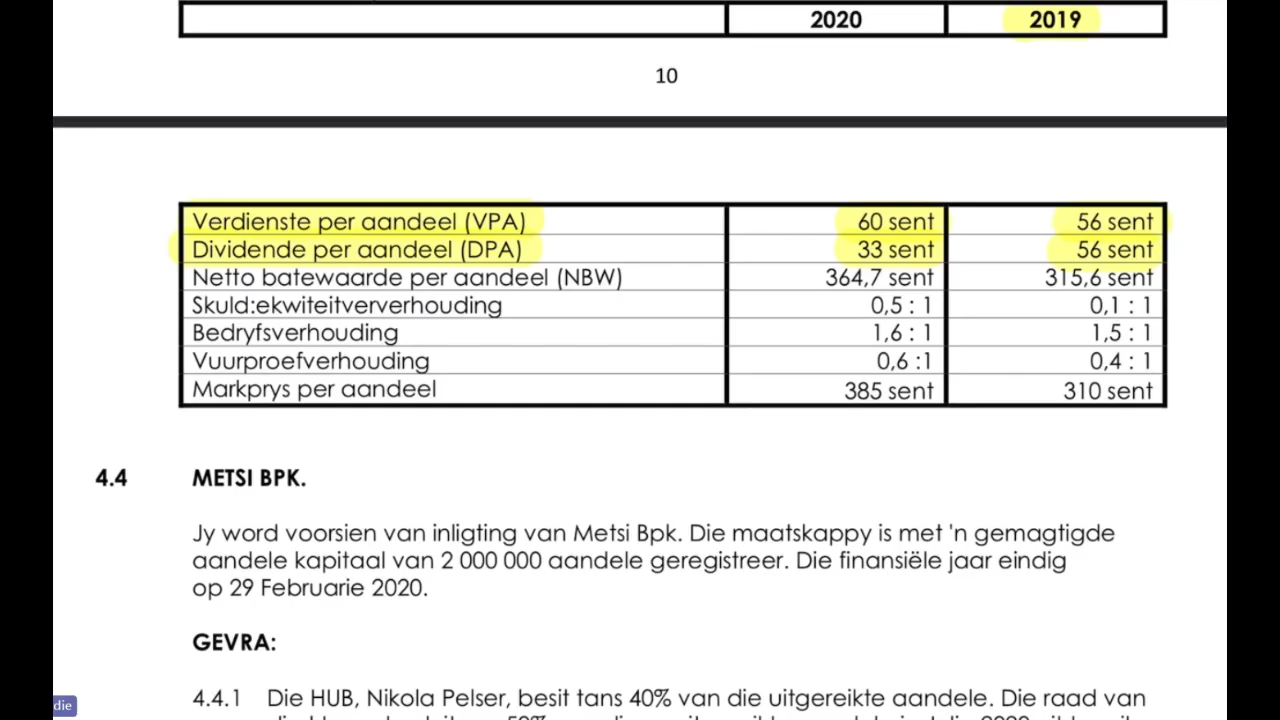 2020 2019
10
Verdienste per aandeel (VPA) 60 sent 56 sent
Dividende per aandeel (DPA) 33 sent 56 sent
Netto batewaarde per aandeel (NBW) 364,7 sent 315,6 sent
Skuld:ekwiteitververhouding 0,5 : 1 0,1 : 1
Bedryfsverhouding 1,6 : 1 1,5 : 1
Vuurproefverhouding 0,6 :1 0,4 : 1
Markprys per aandeel 385 sent 310 sent
4.4 METSI BPK.
Jy word voorsien van inligting van Metsi Bpk. Die maatskappy is met 'n gemagtigde
aandele kapitaal van 2 000 000 aandele geregistreer. Die finansiële jaar eindig
op 29 Februarie 2020.
GEVRA:
4.4.1 Die HUB, Nikola Pelser, besit tans 40% van die uitgereikte aandele. Die raad van
die